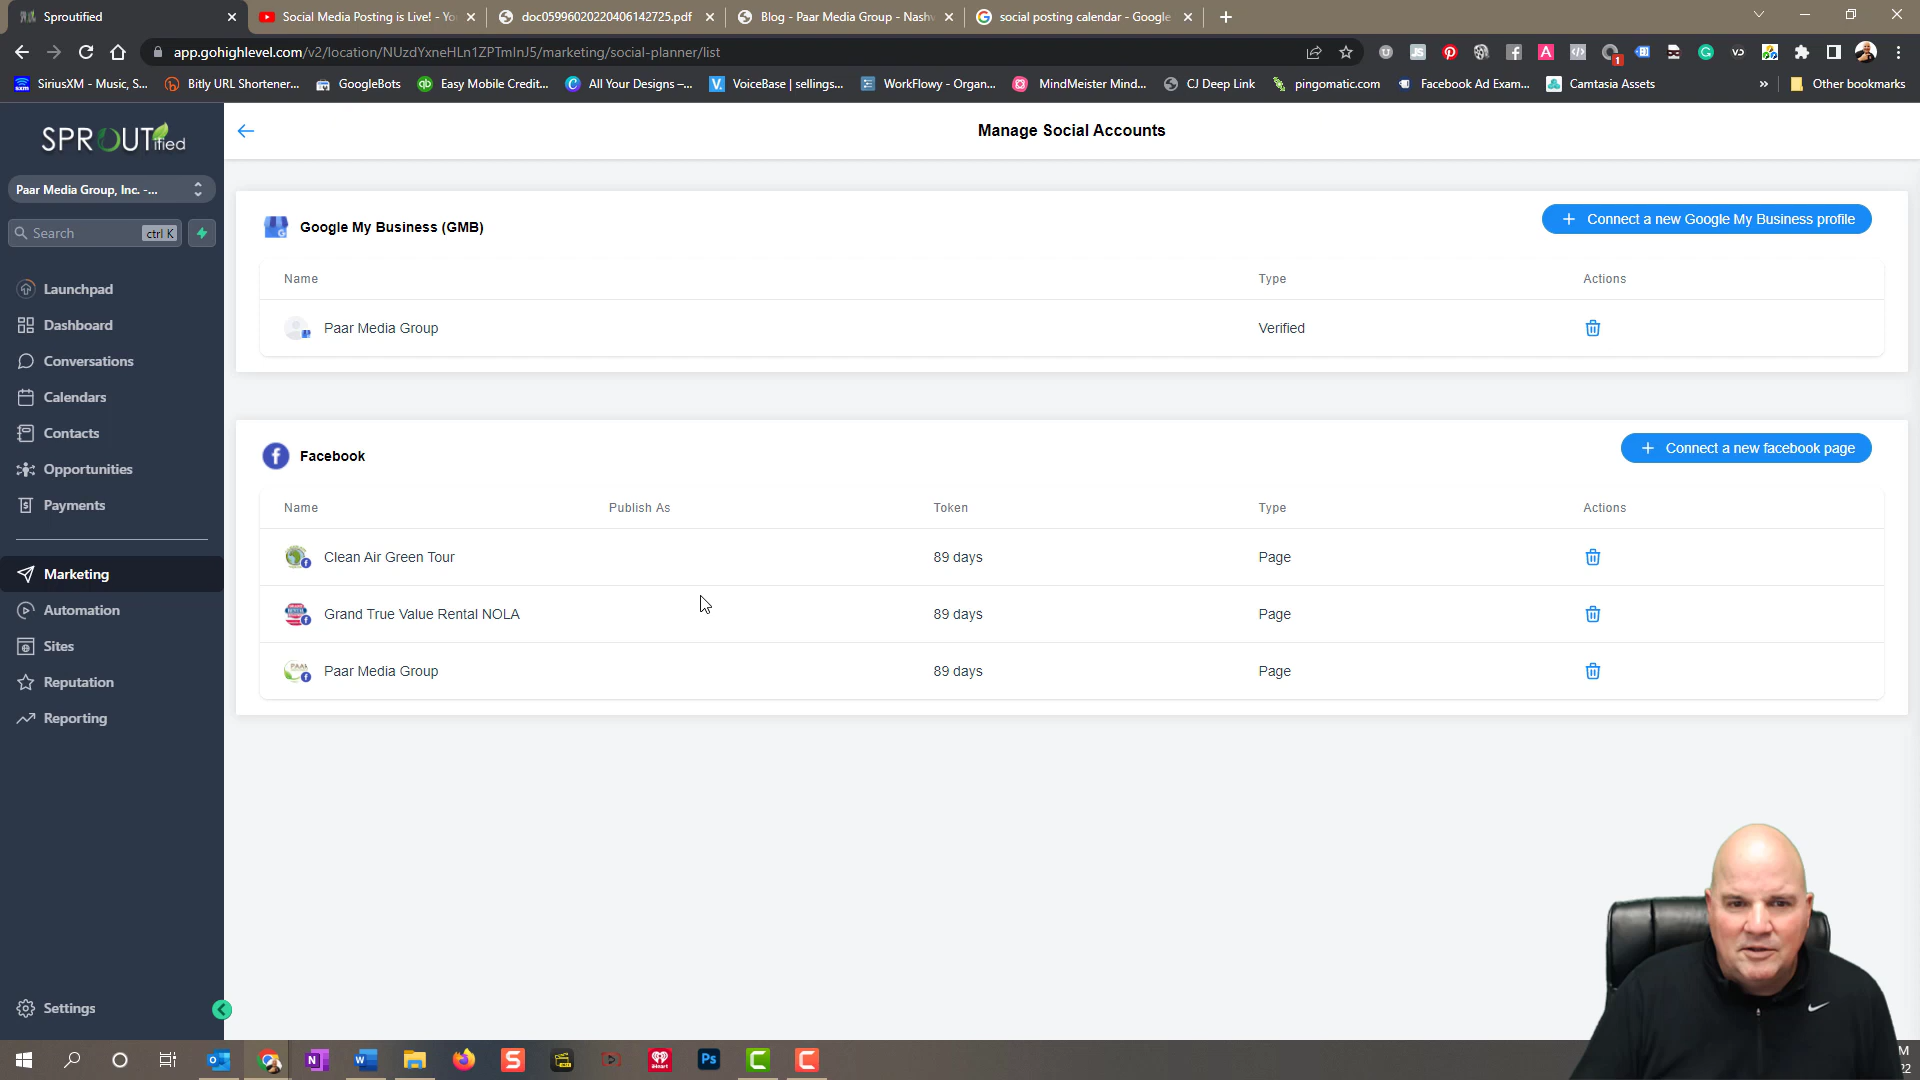 Sproutified
Social Media Posting is Live! - Yo
doc05996020220406142725.pdf
Blog - Paar Media Group - Nashv
social posting calendar - Google
app.gohighlevel.com/v2/location/NUzdYxneHLn1ZPTmInJ5/marketing/social-planner/list
SiriusXM - Music, S...
Bitly URL Shortener...
GoogleBots
Easy Mobile Credit...
All Your Designs –...
VoiceBase | sellings...
WorkFlowy - Organ...
MindMeister Mind...
CJ Deep Link
pingomatic.com
Facebook Ad Exam...
Camtasia Assets
»
Other bookmarks
SPROUTified
Manage Social Accounts
Paar Media Group, Inc. -...
Search
ctrl K
Launchpad
Dashboard
Conversations
Calendars
Contacts
Opportunities
Payments
Marketing
Automation
Sites
Reputation
Reporting
Settings
Google My Business (GMB)
+ Connect a new Google My Business profile
Name Type Actions
Paar Media Group Verified
Facebook
+ Connect a new facebook page
Name Publish As Token Type Actions
Clean Air Green Tour 89 days Page
Grand True Value Rental NOLA 89 days Page
Paar Media Group 89 days Page